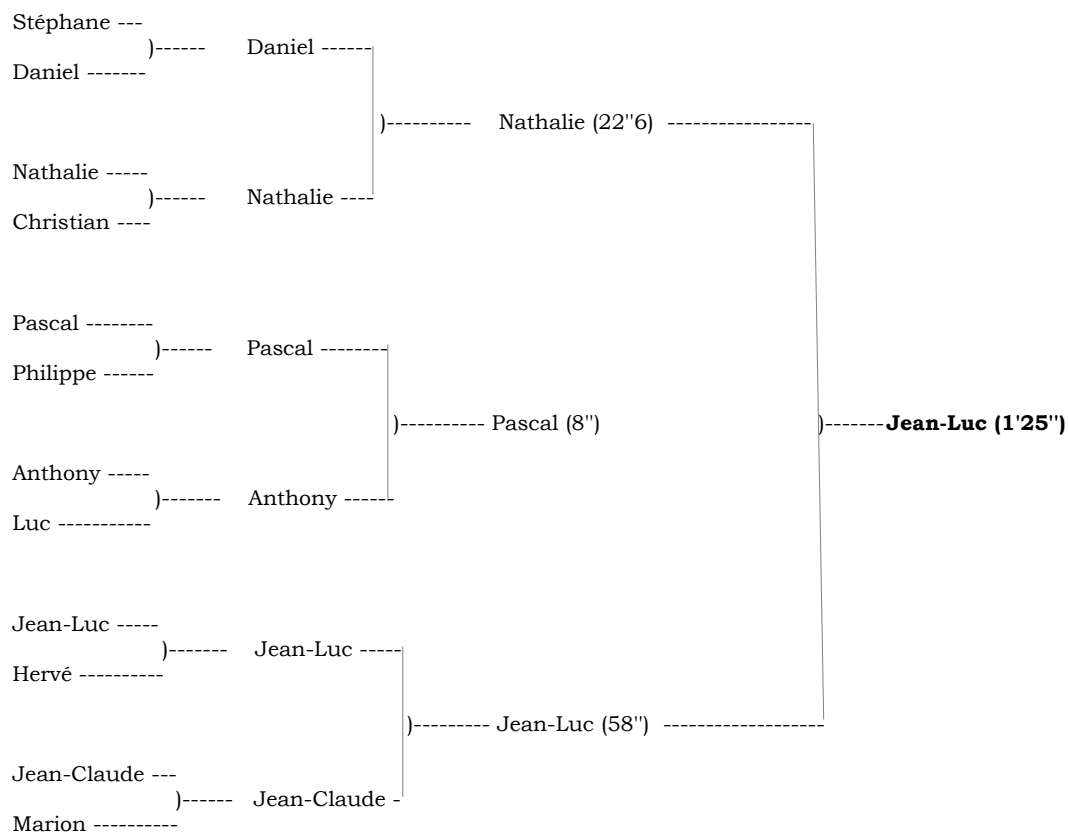 Stéphane ---
)------ Daniel ------
Daniel -------
)---------- Nathalie (22"6) ----------------
Nathalie -----
)------ Nathalie ----
Christian ----
Pascal --------
)------ Pascal --------
Philippe ------
)---------- Pascal (8") )-------Jean-Luc (1'25")
Anthony -----
)------- Anthony ------
Luc -----------
Jean-Luc -----
)------- Jean-Luc -----
Hervé ----------
)--------- Jean-Luc (58") ------------------
Jean-Claude ---
)------ Jean-Claude -
Marion ----------